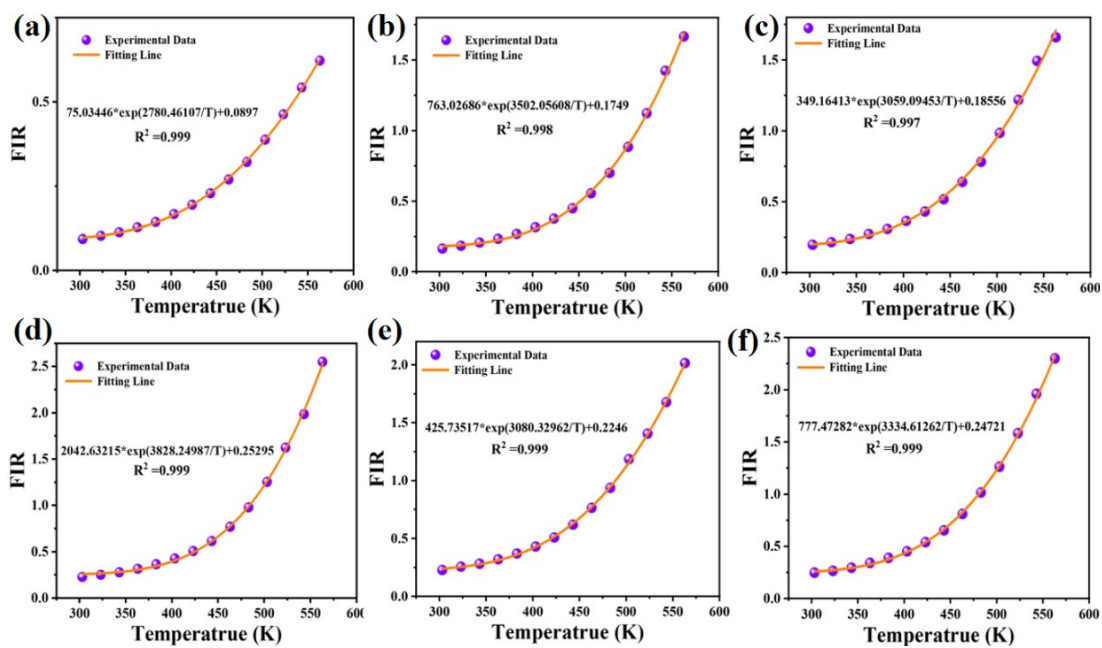 (a)
Experimental Data
Fitting Line
75.03446*exp(2780.46107/T)+0.0897
R² =0.999
FIR
0.5
0.0
300 350 400 450 500 550 600
Temperatrue (K)
(b)
Experimental Data
Fitting Line
763.02686*exp(3502.05608/T)+0.1749
R² =0.998
FIR
1.5
1.0
0.5
0.0
300 350 400 450 500 550 600
Temperatrue (K)
(c)
Experimental Data
Fitting Line
349.16413*exp(3059.09453/T)+0.18556
R² =0.997
FIR
1.5
1.0
0.5
0.0
300 350 400 450 500 550 600
Temperatrue (K)
(d)
Experimental Data
Fitting Line
2042.63215*exp(3828.24987/T)+0.25295
R² =0.999
FIR
2.5
2.0
1.5
1.0
0.5
0.0
300 350 400 450 500 550 600
Temperatrue (K)
(e)
Experimental Data
Fitting Line
425.73517*exp(3080.32962/T)+0.2246
R² =0.999
FIR
2.0
1.5
1.0
0.5
0.0
300 350 400 450 500 550 600
Temperatrue (K)
(f)
Experimental Data
Fitting Line
777.47282*exp(3334.61262/T)+0.24721
R² =0.999
FIR
2.5
2.0
1.5
1.0
0.5
0.0
300 350 400 450 500 550 600
Temperatrue (K)